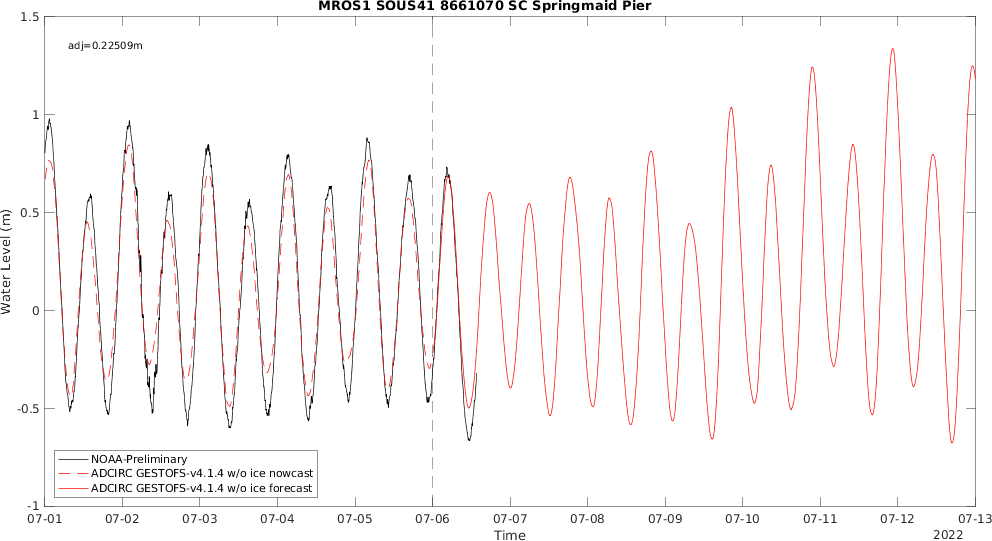 MROS1 SOUS41 8661070 SC Springmaid Pier
adj=0.22509m
1.5
1
0.5
0
-0.5
-1
Water Level (m)
NOAA-Preliminary
ADCIRC GESTOFS-v4.1.4 w/o ice nowcast
ADCIRC GESTOFS-v4.1.4 w/o ice forecast
07-01 07-02 07-03 07-04 07-05 07-06 07-07 07-08 07-09 07-10 07-11 07-12 07-13
Time
2022